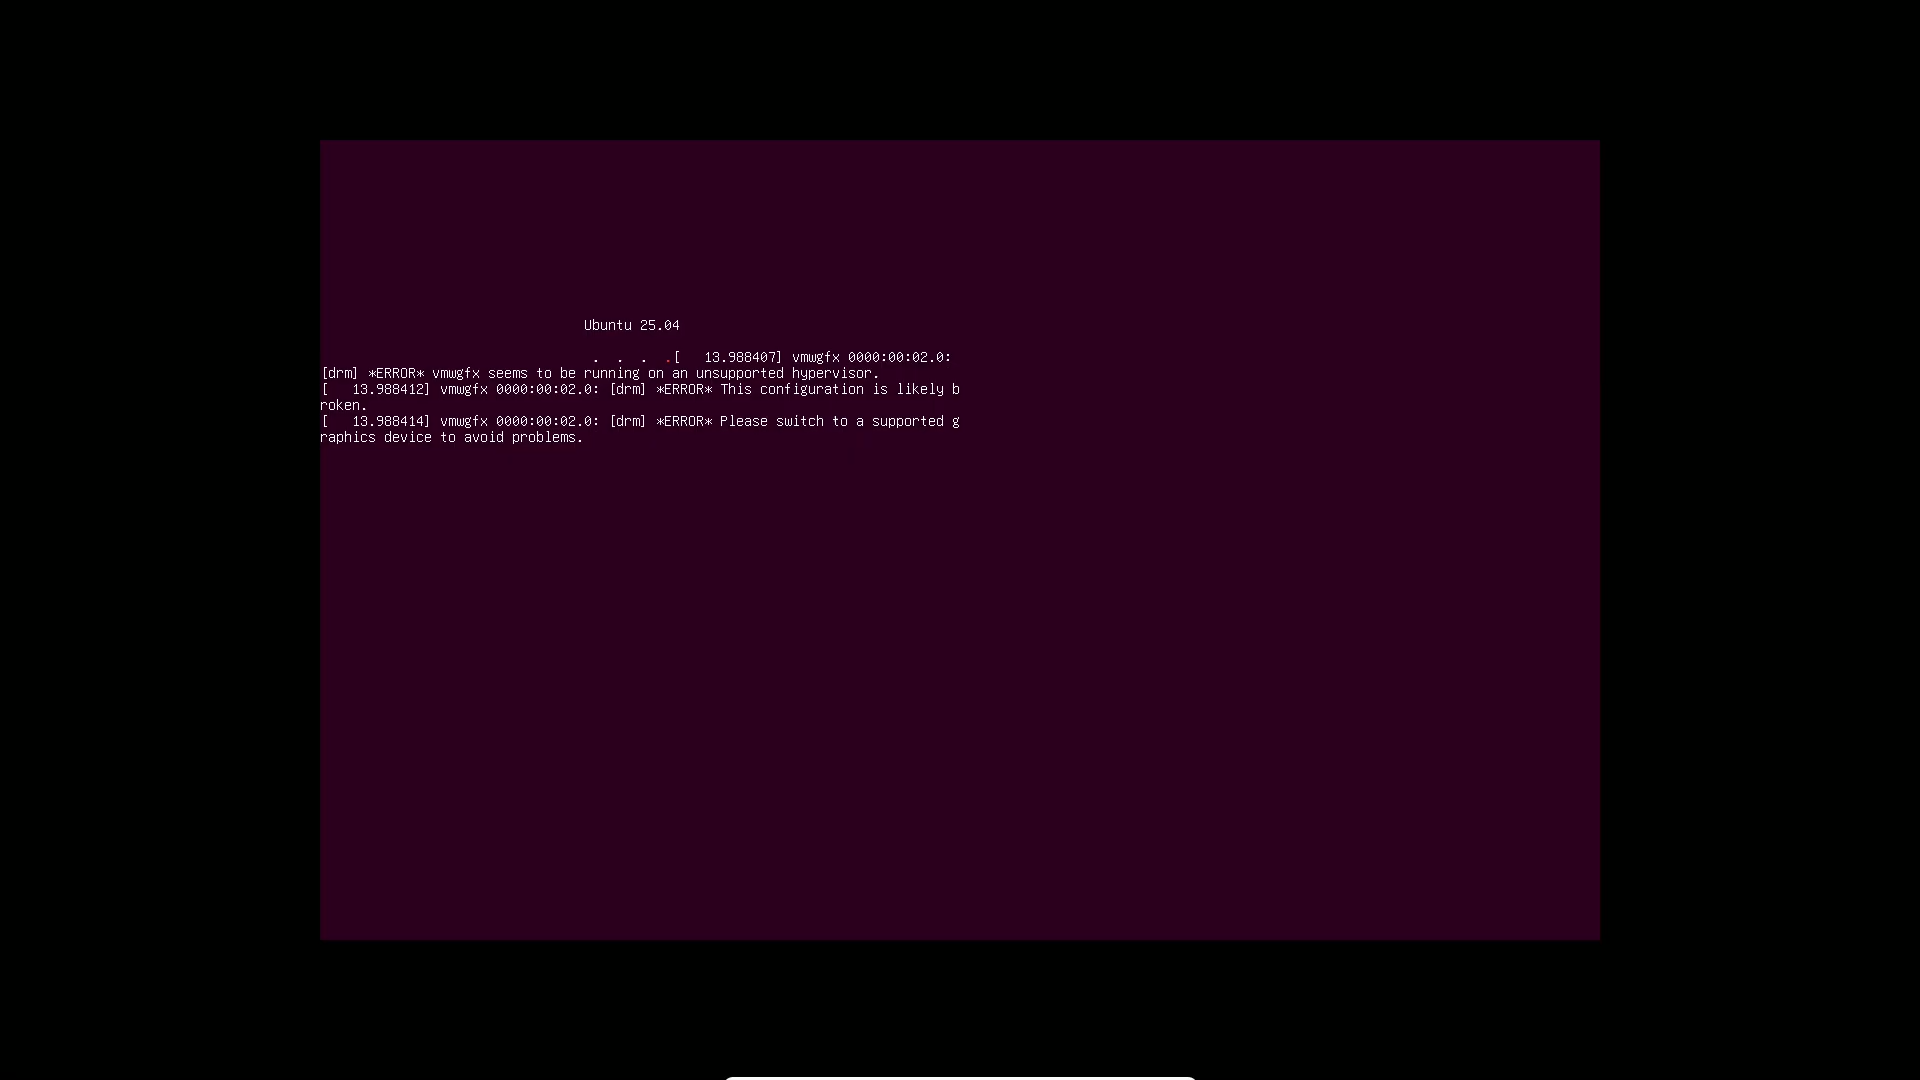 Ubuntu 25.04
. . . .[   13.988407] vmwgfx 0000:00:02.0:
[drm] *ERROR* vmwgfx seems to be running on an unsupported hypervisor.
[   13.988412] vmwgfx 0000:00:02.0: [drm] *ERROR* This configuration is likely b
roken.
[   13.988414] vmwgfx 0000:00:02.0: [drm] *ERROR* Please switch to a supported g
raphics device to avoid problems.